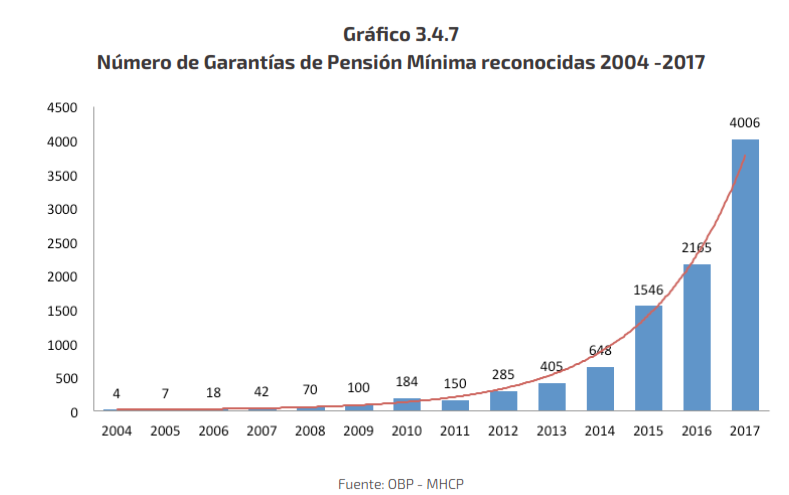 Gráfico 3.4.7
Número de Garantías de Pensión Mínima reconocidas 2004 -2017
4500
4000
3500
3000
2500
2000
1500
1000
500
0
4 7 18 42 70 100 184 150 285 405 648 1546 2165 4006
2004 2005 2006 2007 2008 2009 2010 2011 2012 2013 2014 2015 2016 2017
Fuente: OBP - MHCP